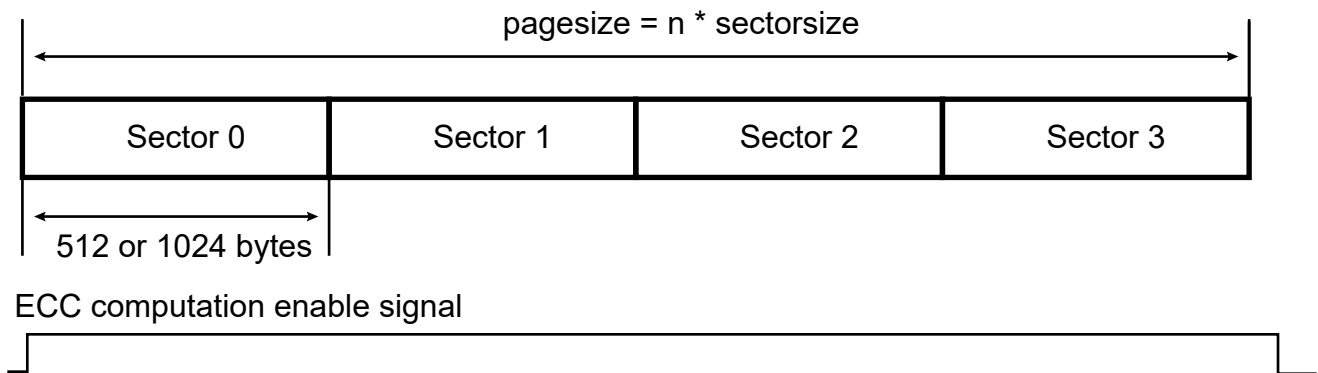 pagesize = n * sectorsize
Sector 0 Sector 1 Sector 2 Sector 3
512 or 1024 bytes
ECC computation enable signal